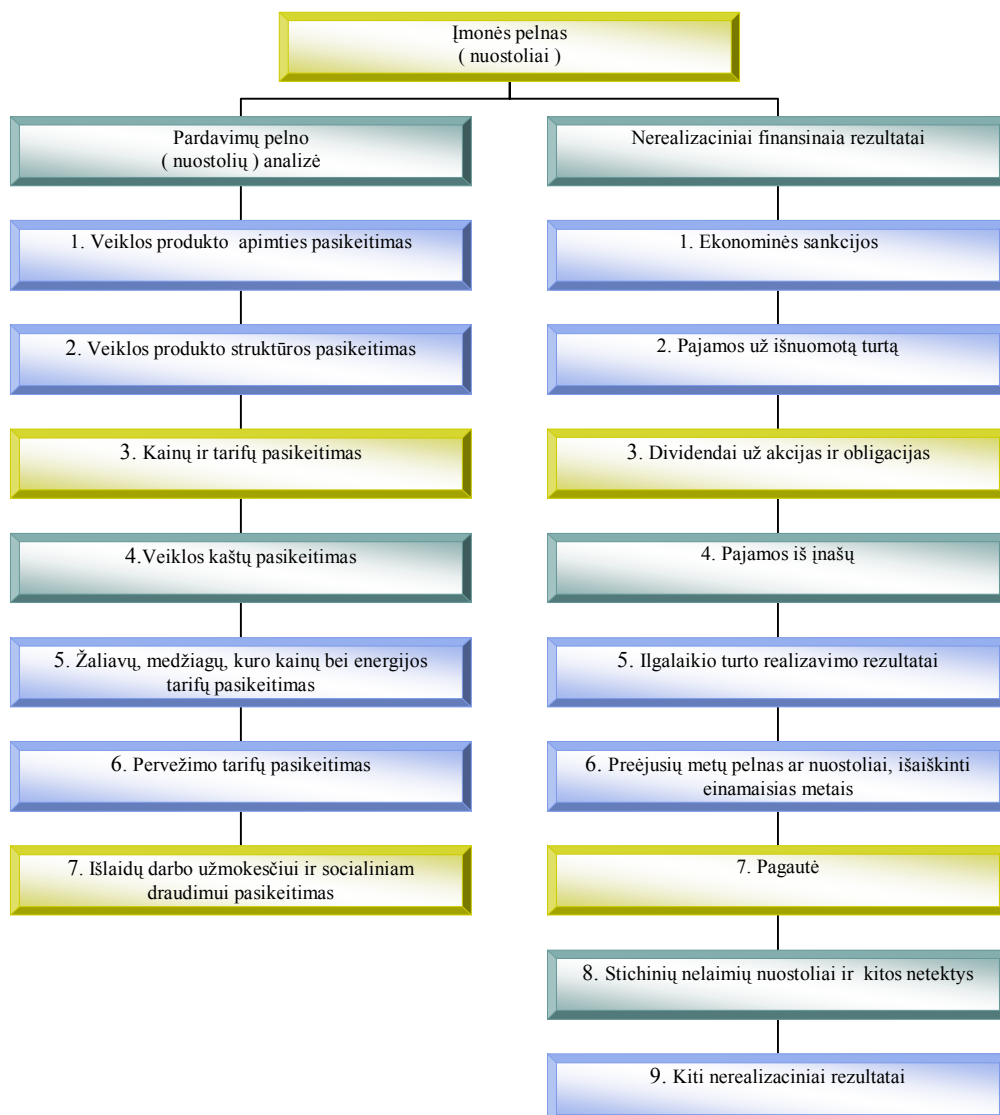 Įmonės pelnas
( nuostoliai )
Pardavimų pelno
( nuostolių ) analizė
1. Veiklos produkto apimties pasikeitimas
2. Veiklos produkto struktūros pasikeitimas
3. Kainų ir tarifų pasikeitimas
4.Veiklos kaštų pasikeitimas
5. Žaliavų, medžiagų, kuro kainų bei energijos
tarifų pasikeitimas
6. Pervežimo tarifų pasikeitimas
7. Išlaidų darbo užmokesčiui ir socialiniam
draudimui pasikeitimas
Nerealizaciniai finansinaia rezultatai
1. Ekonominės sankcijos
2. Pajamos už išnuomotą turtą
3. Dividendai už akcijas ir obligacijas
4. Pajamos iš įnašų
5. Ilgalaikio turto realizavimo rezultatai
6. Preėjusių metų pelnas ar nuostoliai, išaiškinti
einamaisias metais
7. Pagautė
8. Stichinių nelaimių nuostoliai ir kitos netektys
9. Kiti nerealizaciniai rezultatai